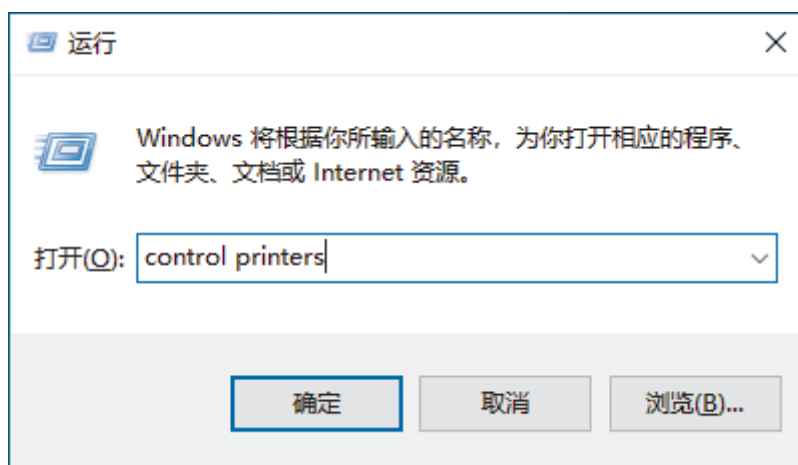 运行
Windows 将根据你所输入的名称，为你打开相应的程序、
文件夹、文档或 Internet 资源。
打开(O): control printers
确定 取消 浏览(B)...